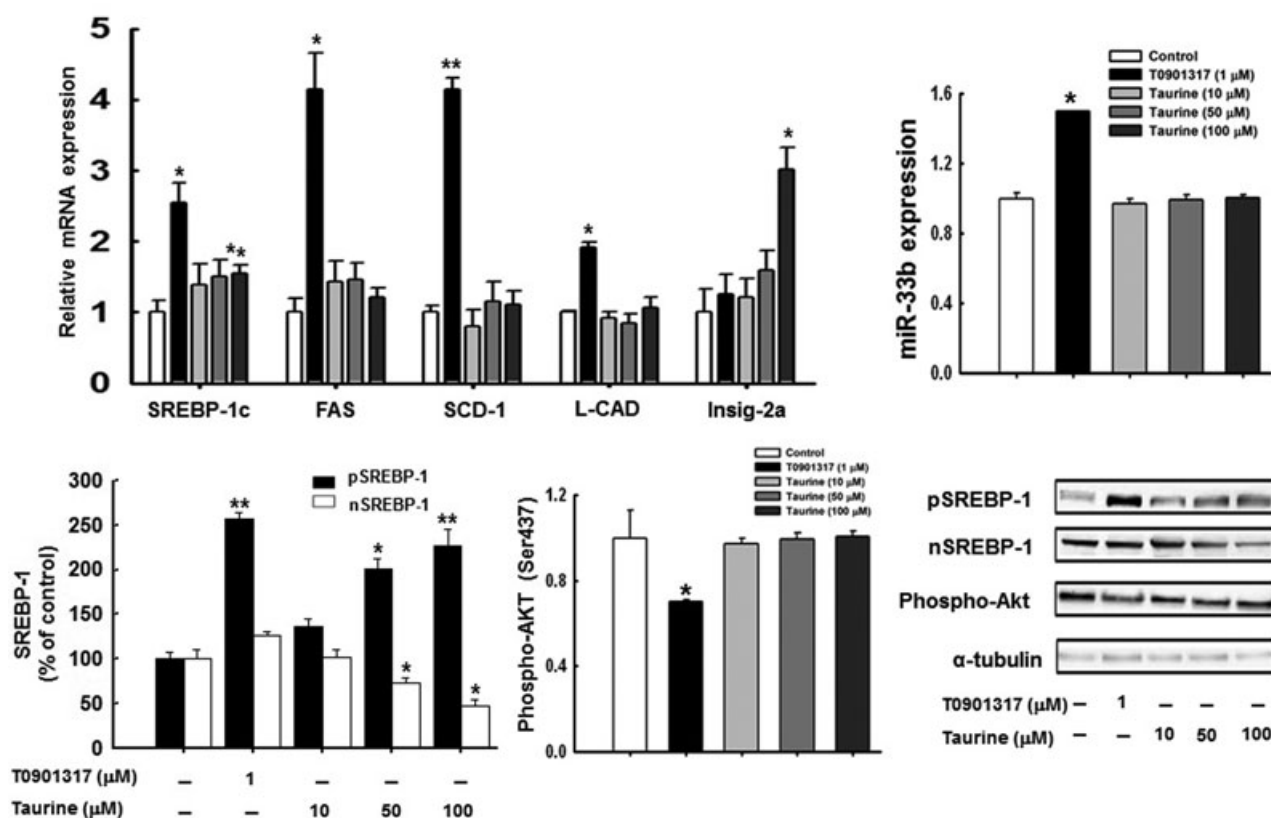 Relative mRNA expression
5
4
3
2
1
0
*
*
**
*
*
*
*
SREBP-1c FAS SCD-1 L-CAD Insig-2a
Control
T0901317 (1 μM)
Taurine (10 μM)
Taurine (50 μM)
Taurine (100 μM)
miR-33b expression
1.6
1.2
0.8
0.4
0.0
*
SREBP-1
(% of control)
300
250
200
150
100
50
0
pSREBP-1
nSREBP-1
**
*
**
*
*
T0901317 (μM) – 1 – – –
Taurine (μM) – – 10 50 100
Control
T0901317 (1 μM)
Taurine (10 μM)
Taurine (50 μM)
Taurine (100 μM)
Phospho-AKT (Ser437)
1.2
0.8
0.4
0.0
*
pSREBP-1
nSREBP-1
Phospho-Akt
α-tubulin
T0901317 (μM) – 1 – – –
Taurine (μM) – – 10 50 100